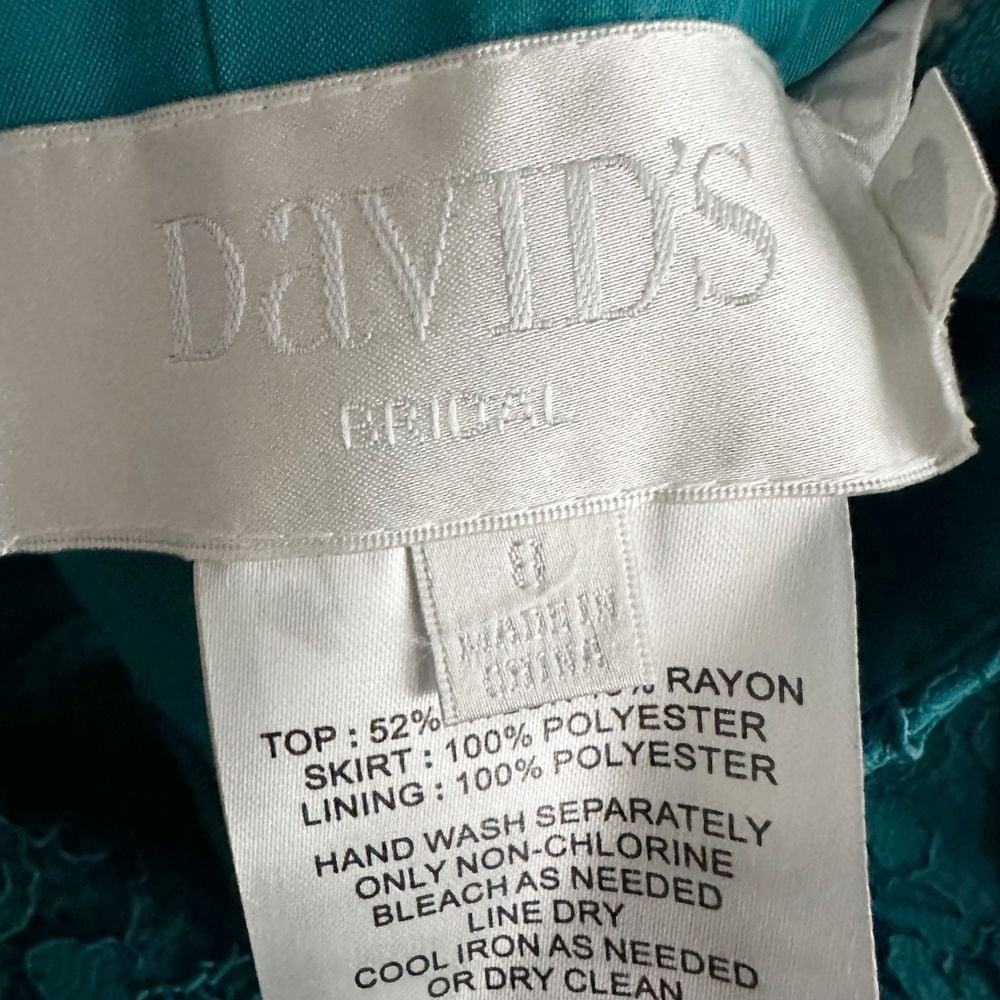 DaVID'S
BRIDAL
8
MADE IN
CHINA
TOP : 52% RAYON
SKIRT : 100% POLYESTER
LINING : 100% POLYESTER
HAND WASH SEPARATELY
ONLY NON-CHLORINE
BLEACH AS NEEDED
LINE DRY
COOL IRON AS NEEDED
OR DRY CLEAN